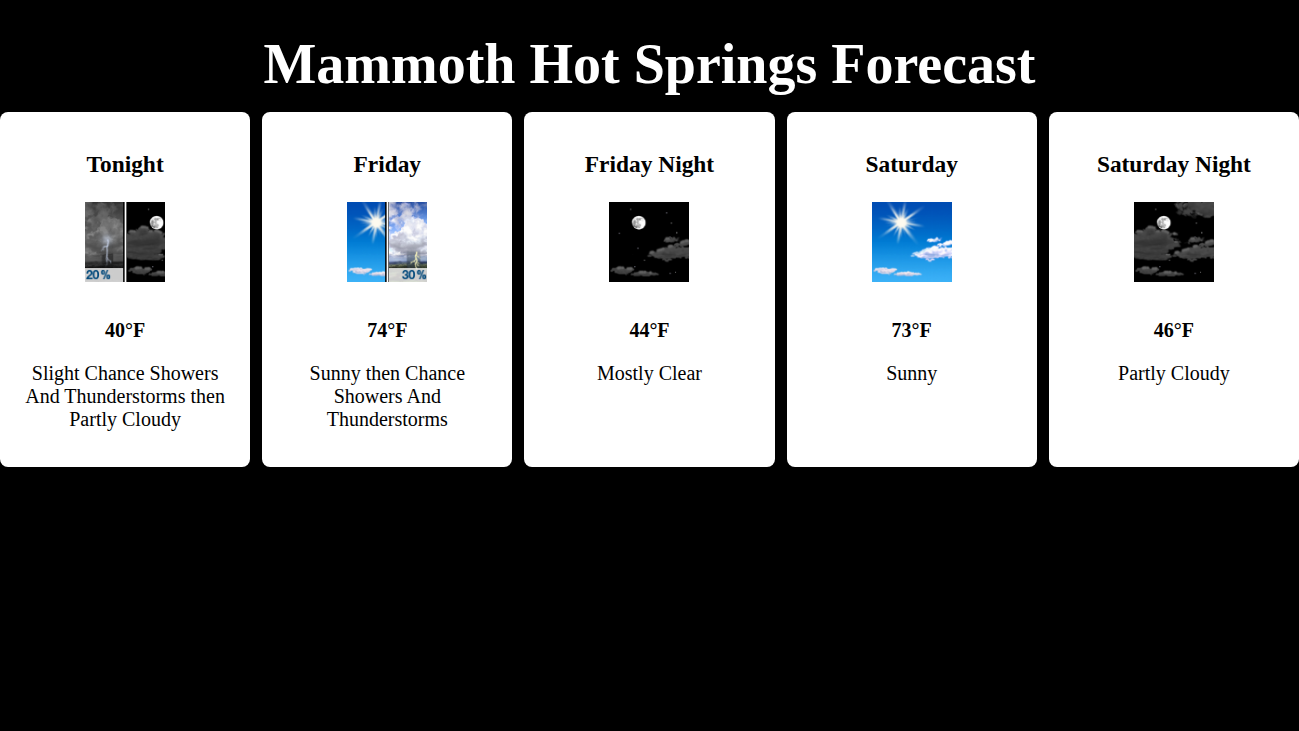 Mammoth Hot Springs Forecast
Tonight
20%
40°F
Slight Chance Showers
And Thunderstorms then
Partly Cloudy
Friday
30%
74°F
Sunny then Chance
Showers And
Thunderstorms
Friday Night
44°F
Mostly Clear
Saturday
73°F
Sunny
Saturday Night
46°F
Partly Cloudy